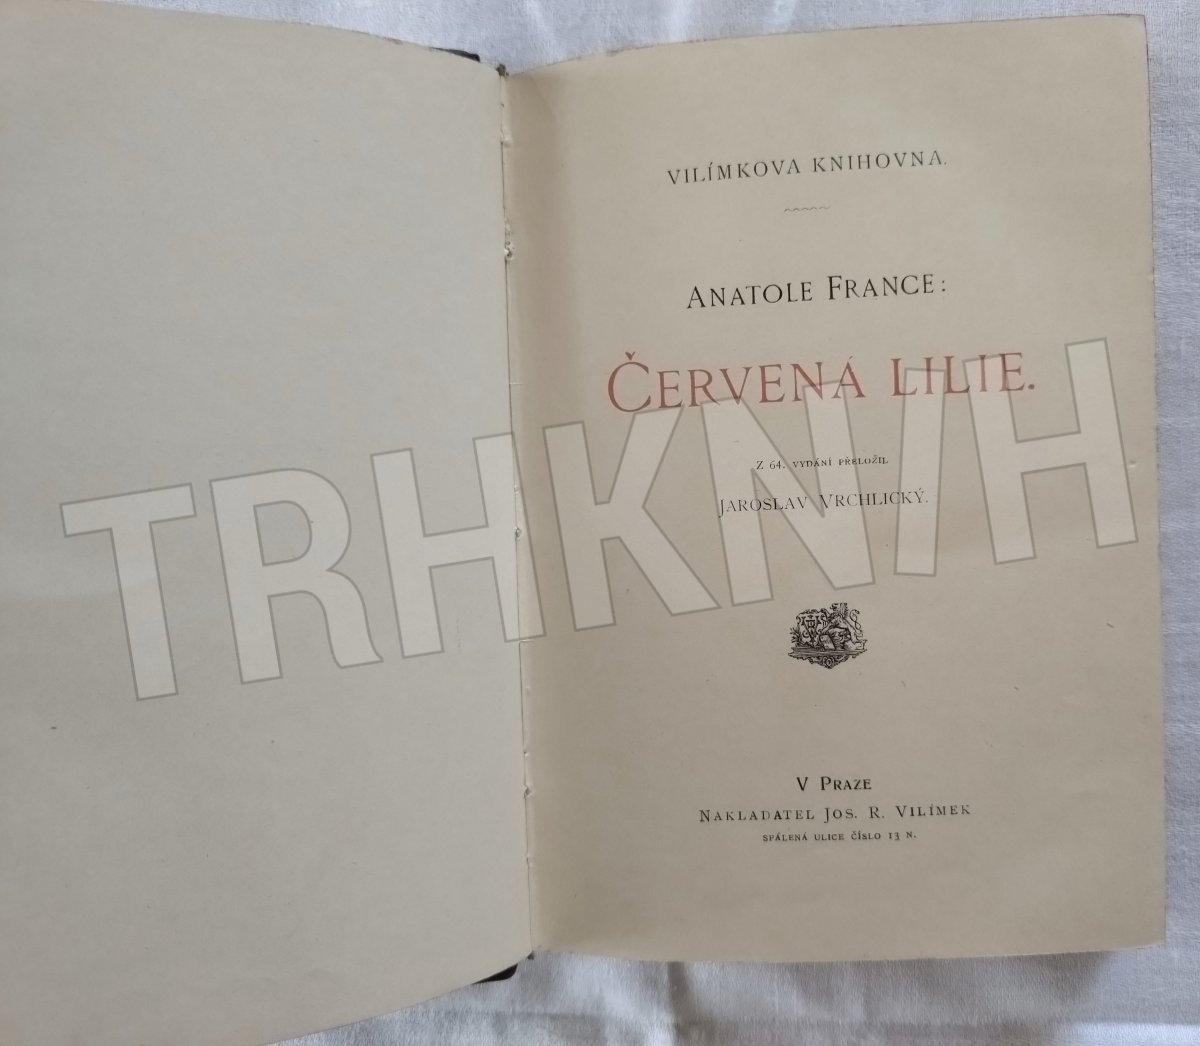 VILÍMKOVA KNIHOVNA.
ANATOLE FRANCE:
ČERVENÁ LILIE.
Z 64. VYDÁNÍ PŘELOŽIL
JAROSLAV VRCHLICKÝ.
TRHKNIH
V PRAZE
NAKLADATEL JOS. R. VILÍMEK
SPÁLENÁ ULICE ČÍSLO 13 N.